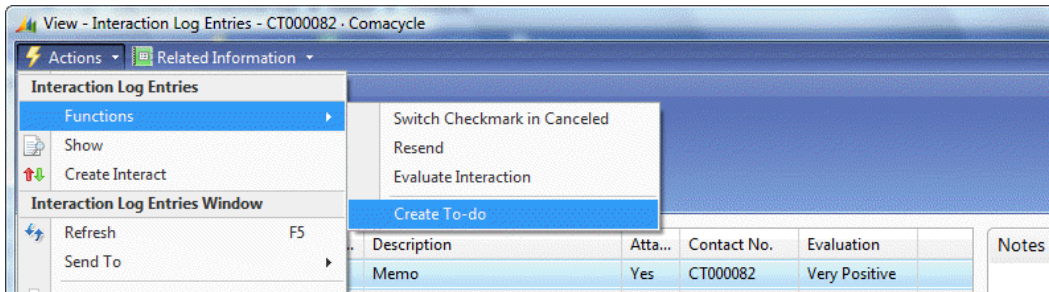 View - Interaction Log Entries - CT000082 · Comacycle
Actions Related Information
Interaction Log Entries
Functions
Show
Create Interact
Interaction Log Entries Window
Refresh F5
Send To
Switch Checkmark in Canceled
Resend
Evaluate Interaction
Create To-do
Description Atta... Contact No. Evaluation Notes
Memo Yes CT000082 Very Positive